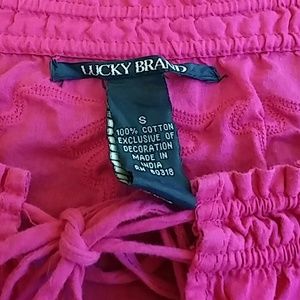 LUCKY BRAND
S
100% COTTON
EXCLUSIVE OF
DECORATION
MADE IN
INDIA
RN 80318